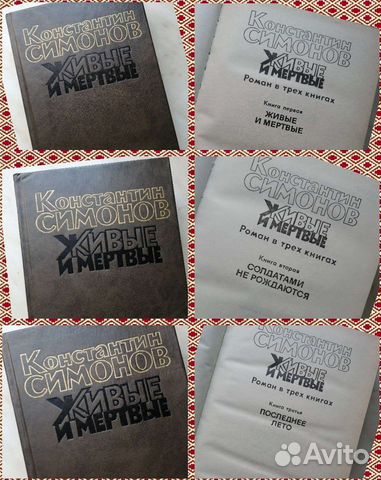 Константин
СИМОНОВ
ЖИВЫЕ
И МЕРТВЫЕ
Константин
СИМОНОВ
ЖИВЫЕ
И МЕРТВЫЕ
Роман в трех книгах
Книга первая
ЖИВЫЕ
И МЕРТВЫЕ
Константин
СИМОНОВ
ЖИВЫЕ
И МЕРТВЫЕ
Константин
СИМОНОВ
ЖИВЫЕ
И МЕРТВЫЕ
Роман в трех книгах
Книга вторая
СОЛДАТАМИ
НЕ РОЖДАЮТСЯ
Константин
СИМОНОВ
ЖИВЫЕ
И МЕРТВЫЕ
Константин
СИМОНОВ
ЖИВЫЕ
И МЕРТВЫЕ
Роман в трех книгах
Книга третья
ПОСЛЕДНЕЕ
ЛЕТО
Avito